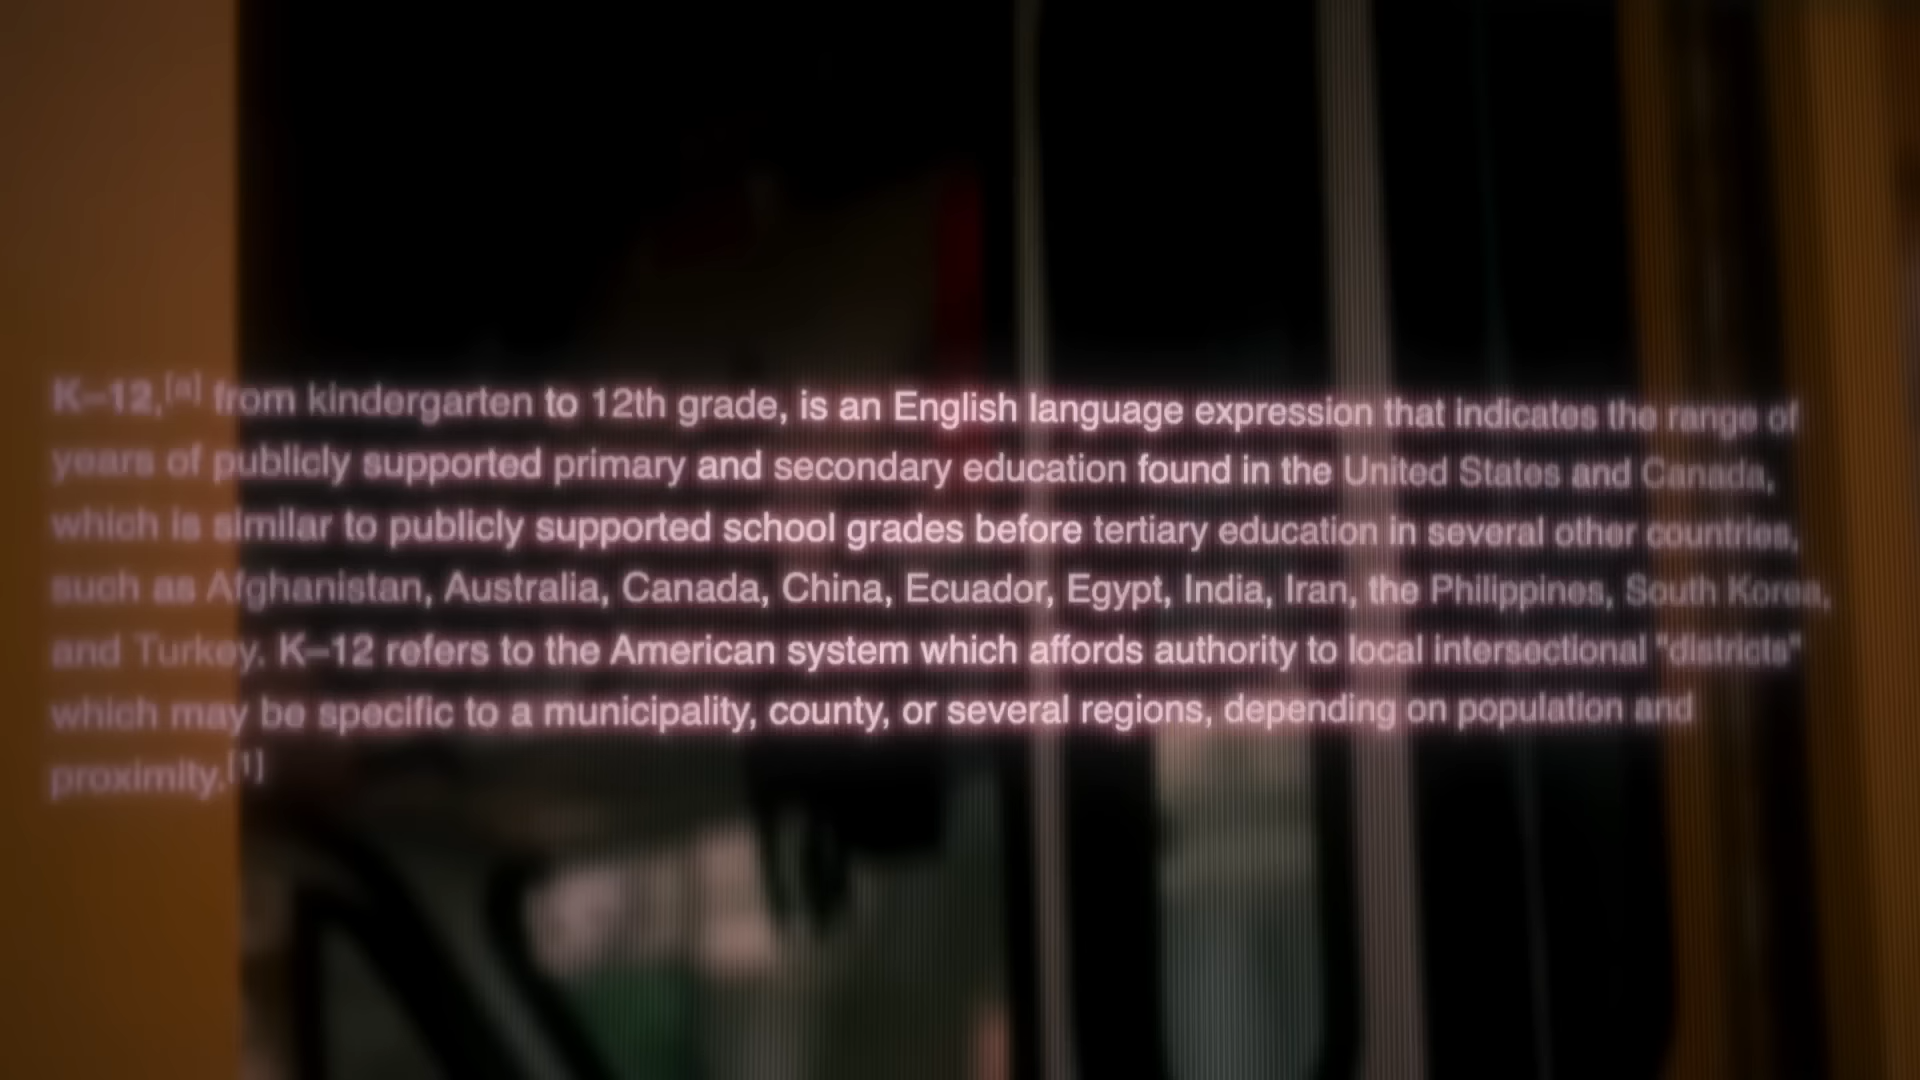 K–12,[a] from kindergarten to 12th grade, is an English language expression that indicates the range of
years of publicly supported primary and secondary education found in the United States and Canada,
which is similar to publicly supported school grades before tertiary education in several other countries,
such as Afghanistan, Australia, Canada, China, Ecuador, Egypt, India, Iran, the Philippines, South Korea,
and Turkey. K–12 refers to the American system which affords authority to local intersectional "districts"
which may be specific to a municipality, county, or several regions, depending on population and
proximity.[1]